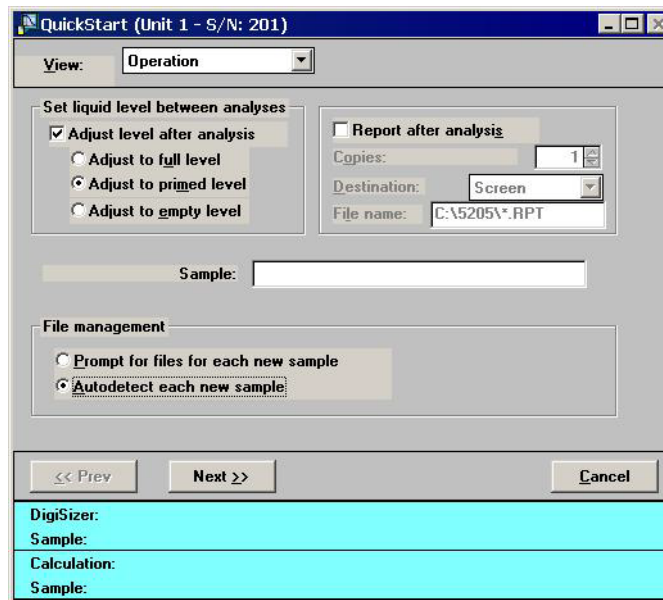 QuickStart (Unit 1 - S/N: 201)
View: Operation
Set liquid level between analyses
Adjust level after analysis
Adjust to full level
Adjust to primed level
Adjust to empty level
Report after analysis
Copies: 1
Destination: Screen
File name: C:\5205\*.RPT
Sample:
File management
Prompt for files for each new sample
Autodetect each new sample
<< Prev
Next >>
Cancel
DigiSizer:
Sample:
Calculation:
Sample: